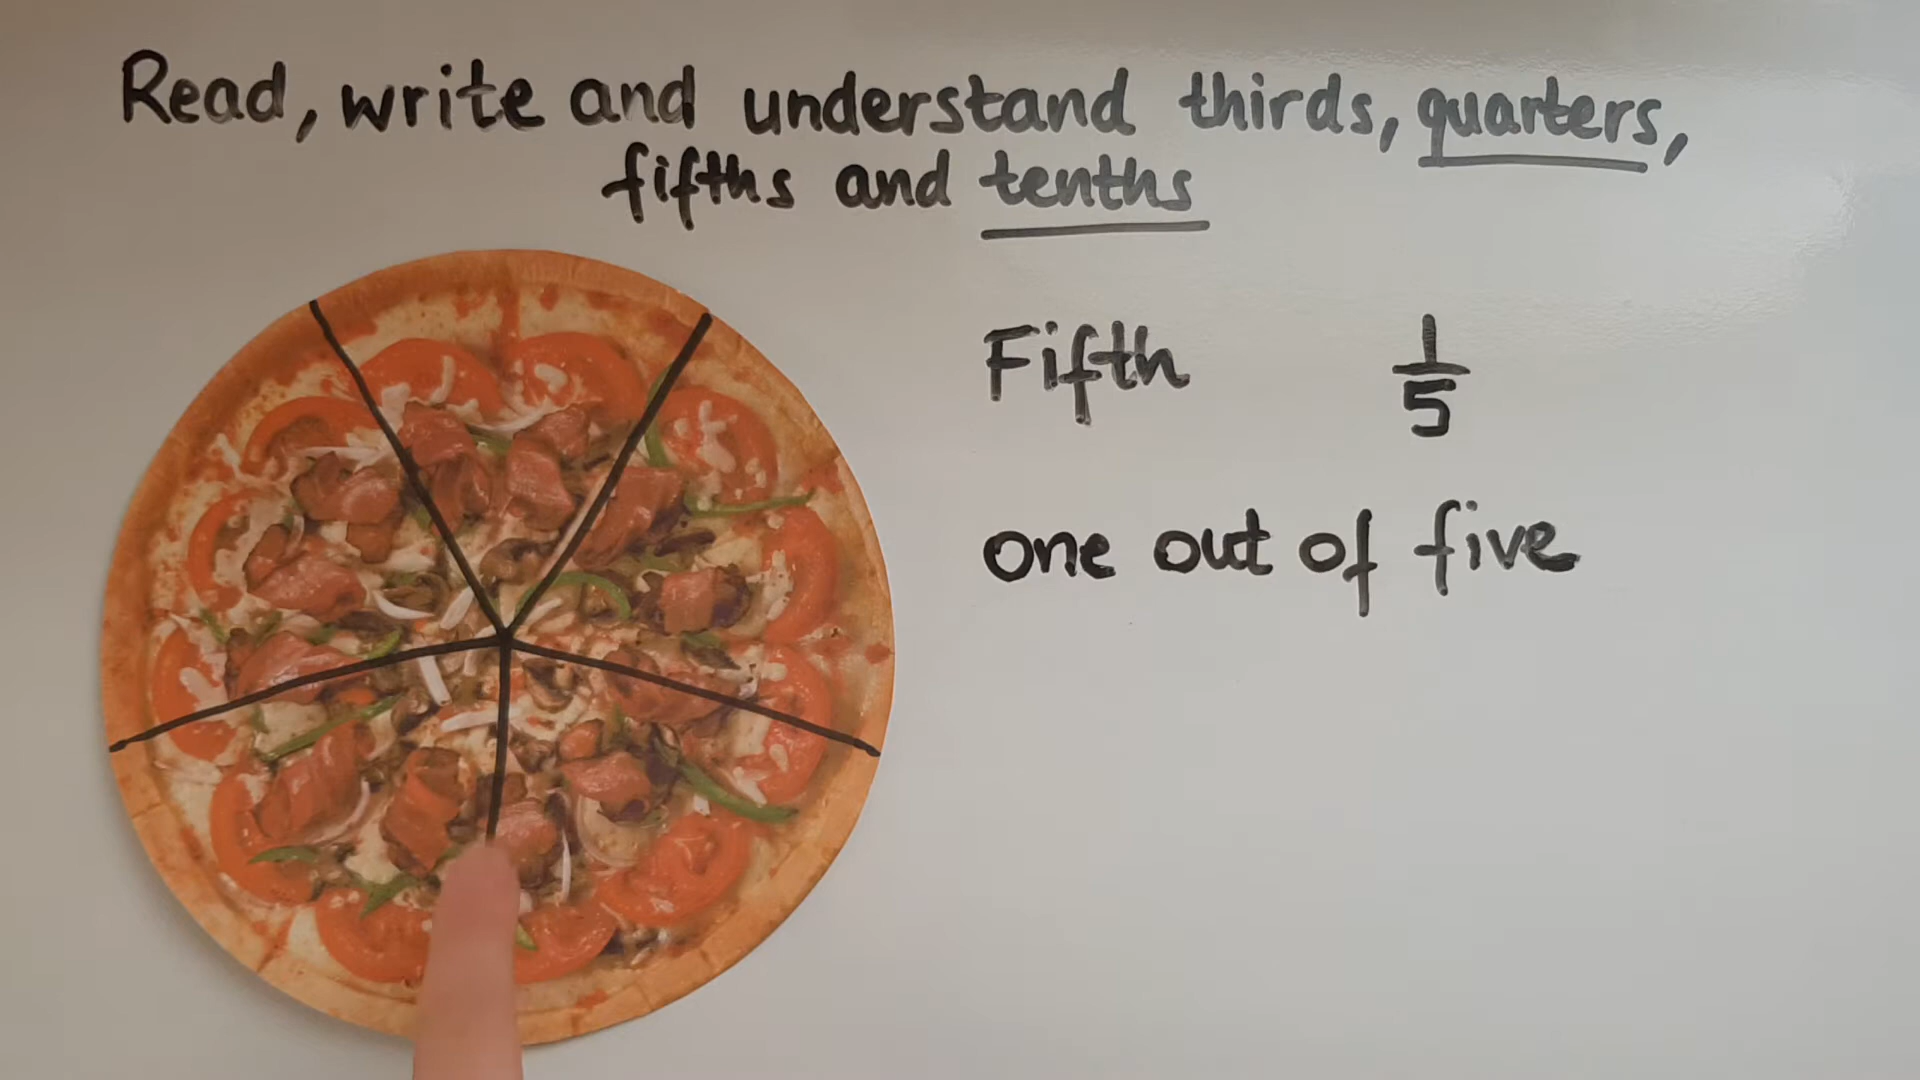 Read, write and understand thirds, quarters,
fifths and tenths
Fifth 1/5
one out of five